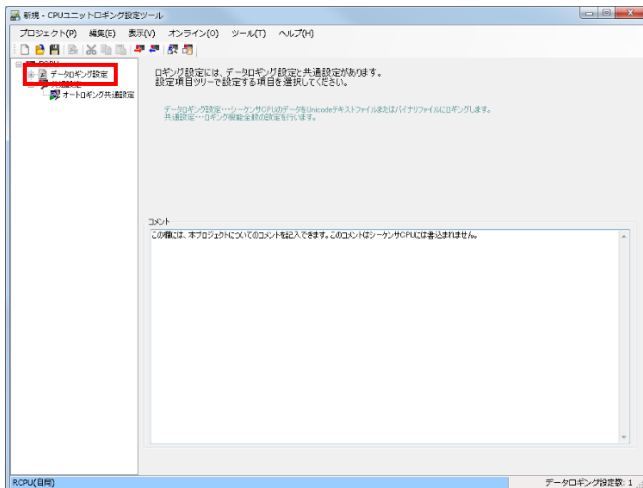 新規 - CPUユニットロギング設定ツール
プロジェクト(P) 編集(E) 表示(V) オンライン(O) ツール(T) ヘルプ(H)
RCPU
データロギング設定
共通設定
オートロギング共通設定
ロギング設定には、データロギング設定と共通設定があります。
設定項目ツリーで設定する項目を選択してください。
データロギング設定・・・シーケンサCPUのデータをUnicodeテキストファイルまたはバイナリファイルにロギングします。
共通設定・・・ロギング機能全般の設定を行います。
コメント
この欄には、本プロジェクトについてのコメントを記入できます。このコメントはシーケンサCPUには書込まれません。
RCPU(自局)
データロギング設定数: 1